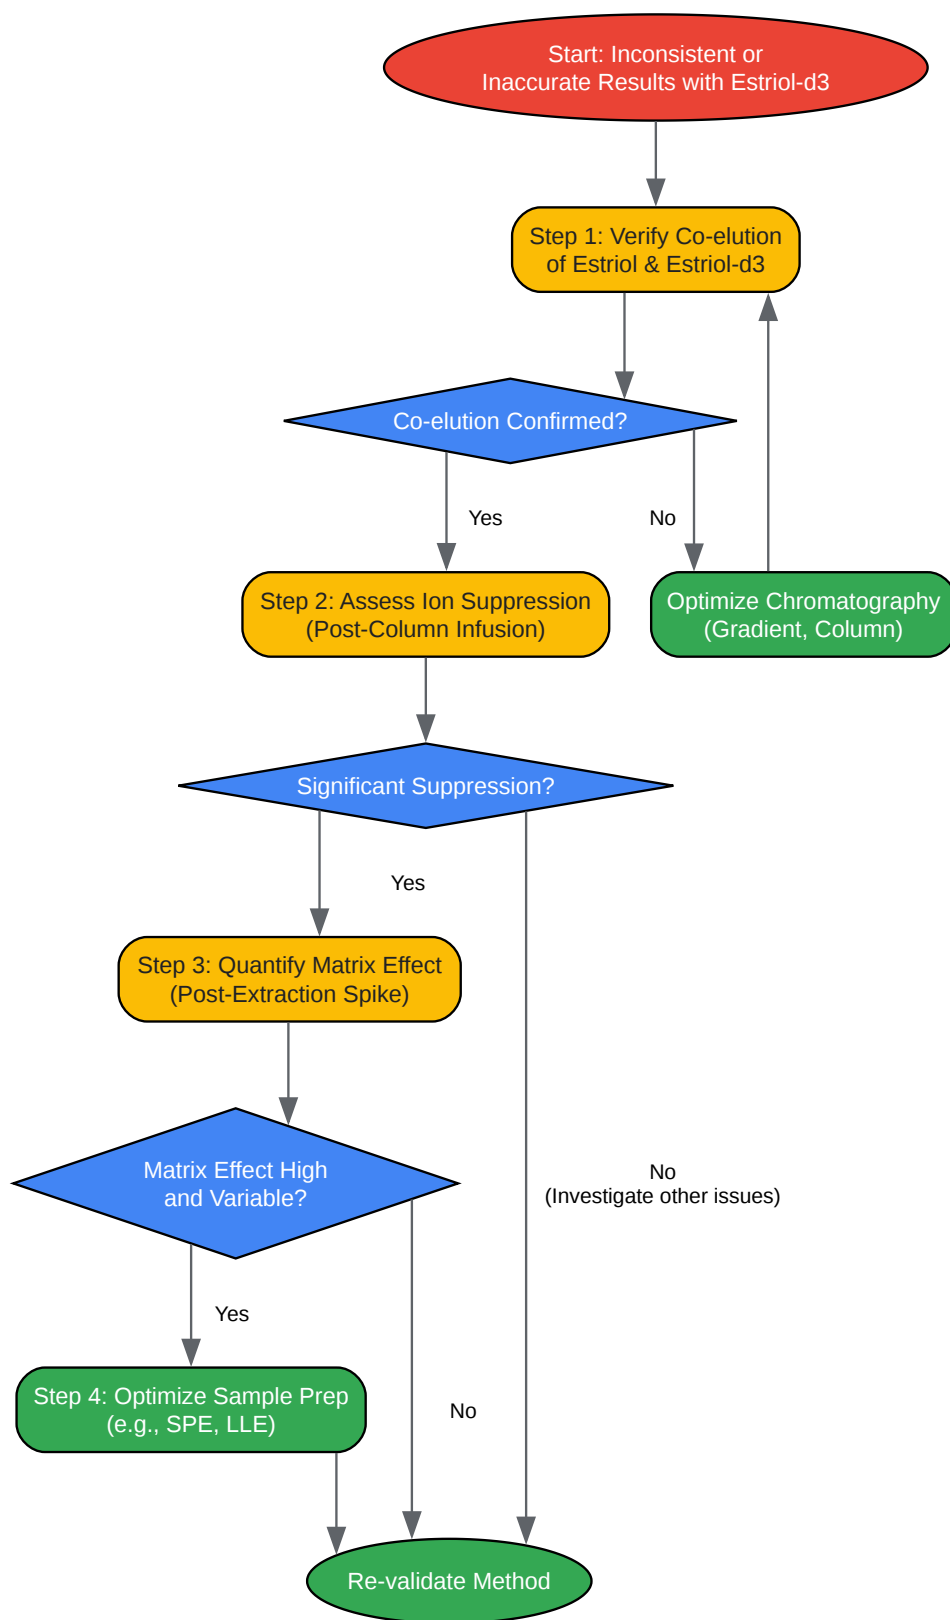 Start: Inconsistent or
Inaccurate Results with Estriol-d3
Step 1: Verify Co-elution
of Estriol & Estriol-d3
Co-elution Confirmed?
Yes
No
Step 2: Assess Ion Suppression
(Post-Column Infusion)
Optimize Chromatography
(Gradient, Column)
Significant Suppression?
Yes
Step 3: Quantify Matrix Effect
(Post-Extraction Spike)
Matrix Effect High
and Variable?
No
(Investigate other issues)
Yes
Step 4: Optimize Sample Prep
(e.g., SPE, LLE)
No
Re-validate Method